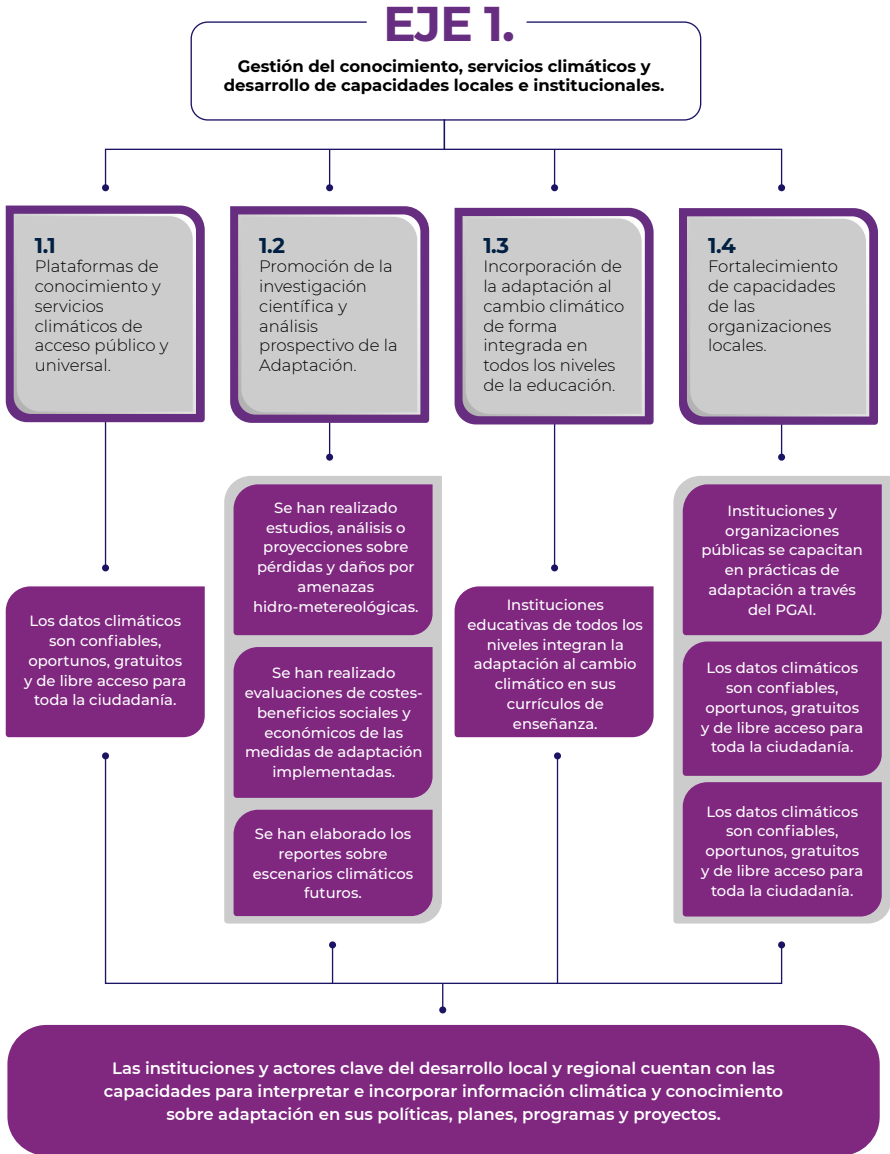 EJE 1.
Gestión del conocimiento, servicios climáticos y
desarrollo de capacidades locales e institucionales.
1.1
Plataformas de
conocimiento y
servicios
climáticos de
acceso público y
universal.
1.2
Promoción de la
investigación
científica y
análisis
prospectivo de la
Adaptación.
1.3
Incorporación de
la adaptación al
cambio climático
de forma
integrada en
todos los niveles
de la educación.
1.4
Fortalecimiento
de capacidades
de las
organizaciones
locales.
Los datos climáticos
son confiables,
oportunos, gratuitos
y de libre acceso para
toda la ciudadanía.
Se han realizado
estudios, análisis o
proyecciones sobre
pérdidas y daños por
amenazas
hidro-metereológicas.
Se han realizado
evaluaciones de costes-
beneficios sociales y
económicos de las
medidas de adaptación
implementadas.
Se han elaborado los
reportes sobre
escenarios climáticos
futuros.
Instituciones
educativas de todos los
niveles integran la
adaptación al cambio
climático en sus
currículos de
enseñanza.
Instituciones y
organizaciones
públicas se capacitan
en prácticas de
adaptación a través
del PGAI.
Los datos climáticos
son confiables,
oportunos, gratuitos
y de libre acceso para
toda la ciudadanía.
Los datos climáticos
son confiables,
oportunos, gratuitos
y de libre acceso para
toda la ciudadanía.
Las instituciones y actores clave del desarrollo local y regional cuentan con las
capacidades para interpretar e incorporar información climática y conocimiento
sobre adaptación en sus políticas, planes, programas y proyectos.